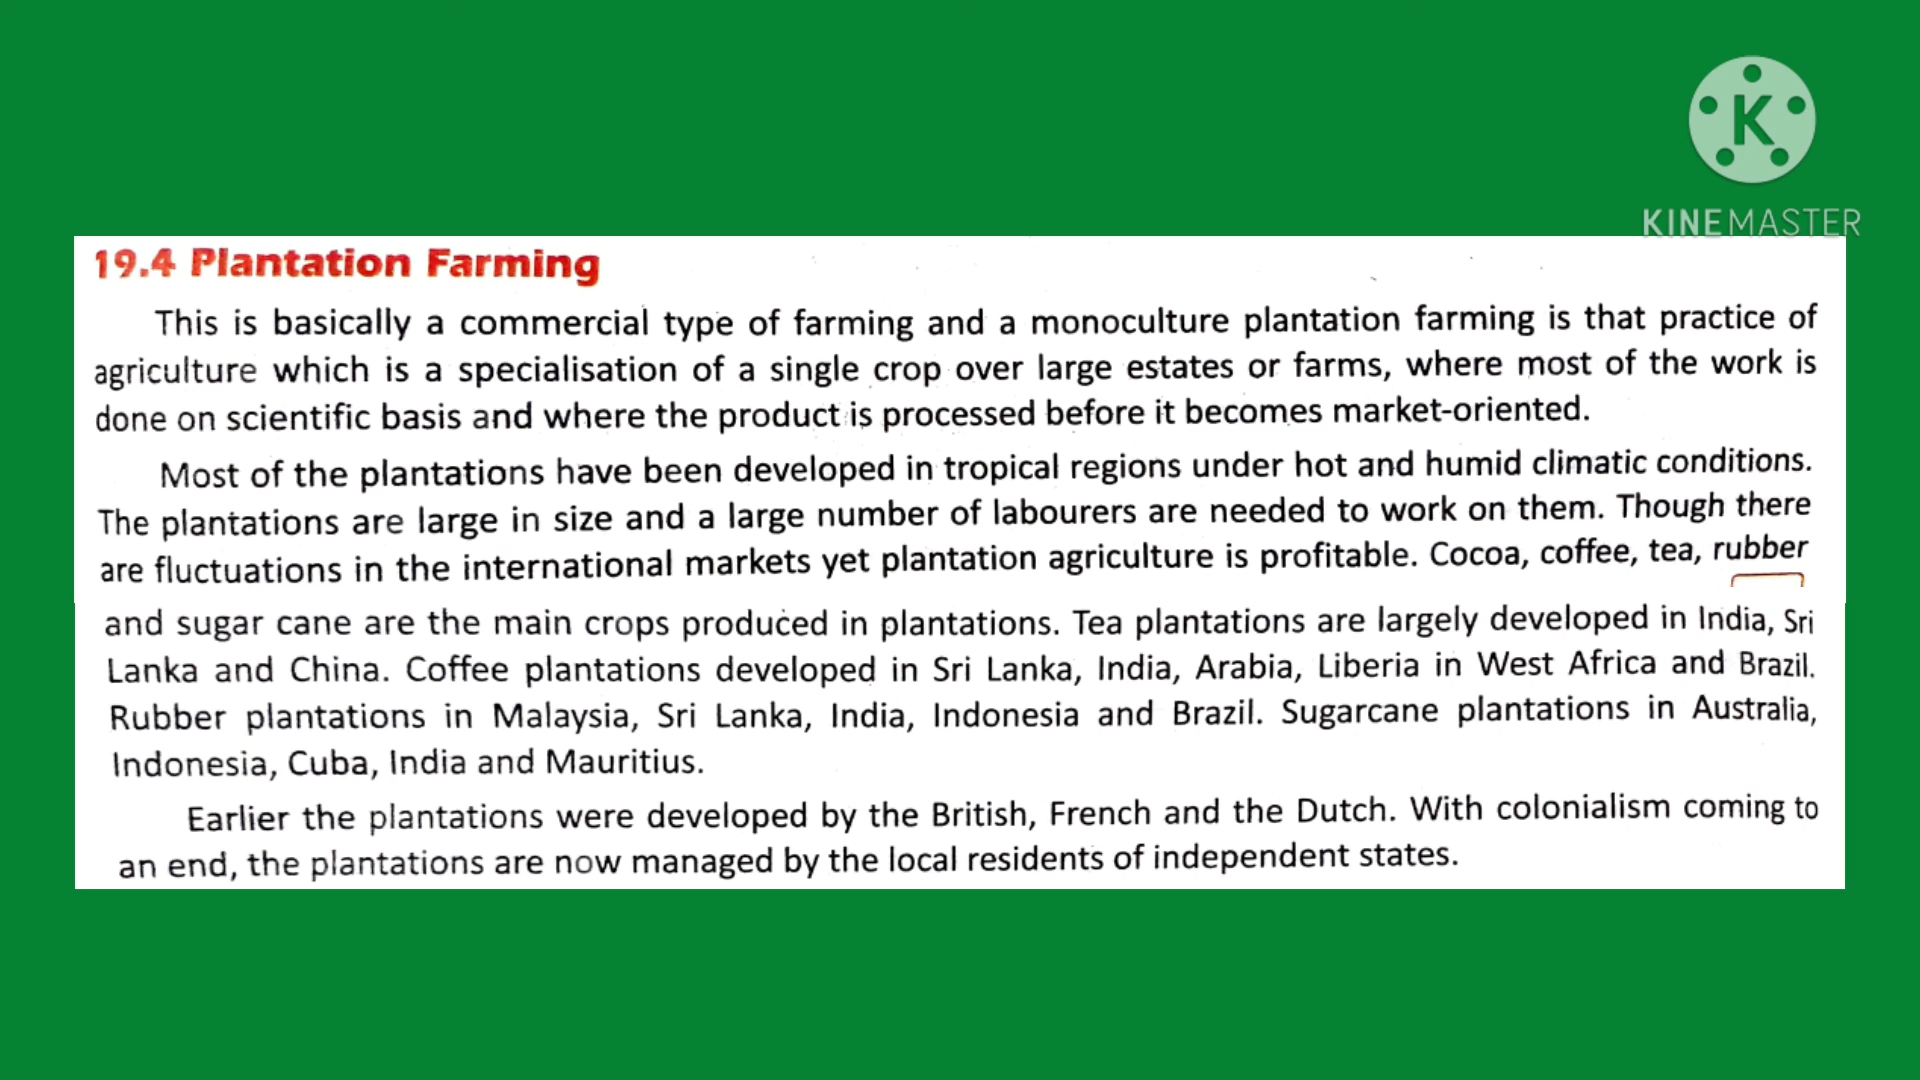 K
KINEMASTER
19.4 Plantation Farming
This is basically a commercial type of farming and a monoculture plantation farming is that practice of
agriculture which is a specialisation of a single crop over large estates or farms, where most of the work is
done on scientific basis and where the product is processed before it becomes market-oriented.
Most of the plantations have been developed in tropical regions under hot and humid climatic conditions.
The plantations are large in size and a large number of labourers are needed to work on them. Though there
are fluctuations in the international markets yet plantation agriculture is profitable. Cocoa, coffee, tea, rubber
and sugar cane are the main crops produced in plantations. Tea plantations are largely developed in India, Sri
Lanka and China. Coffee plantations developed in Sri Lanka, India, Arabia, Liberia in West Africa and Brazil.
Rubber plantations in Malaysia, Sri Lanka, India, Indonesia and Brazil. Sugarcane plantations in Australia,
Indonesia, Cuba, India and Mauritius.
Earlier the plantations were developed by the British, French and the Dutch. With colonialism coming to
an end, the plantations are now managed by the local residents of independent states.